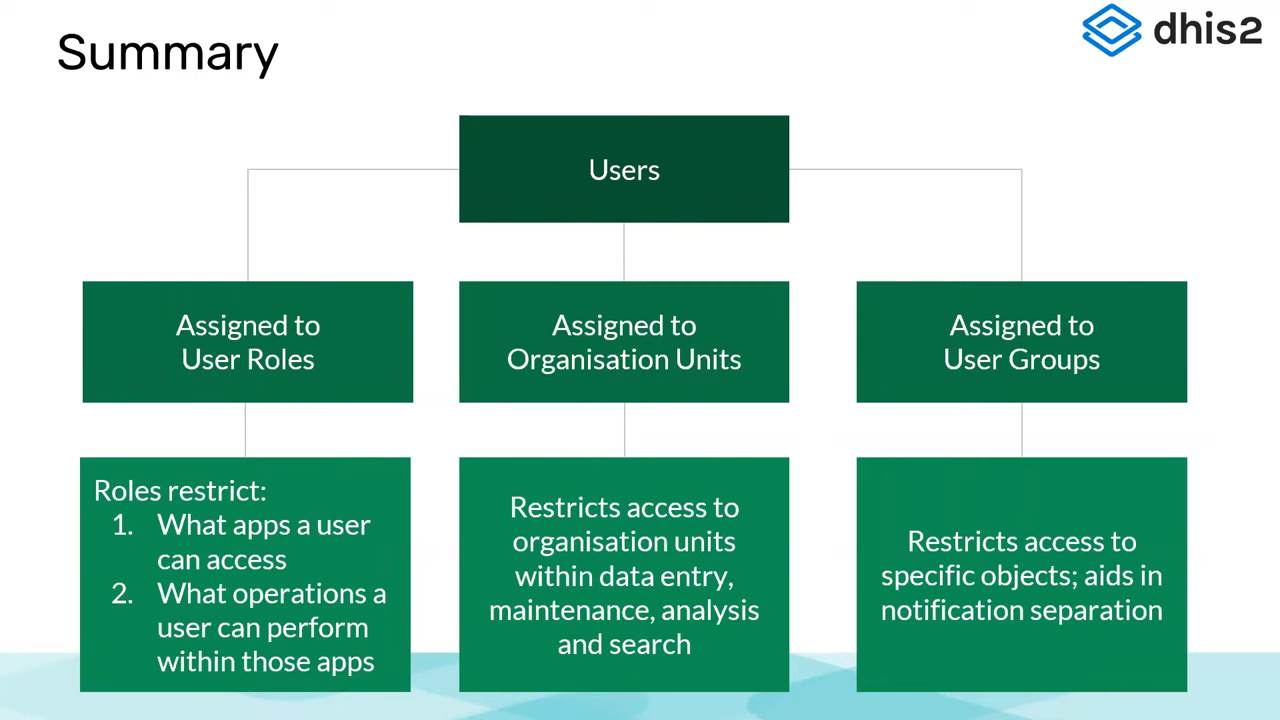 Summary
dhis2
Users
Assigned to
User Roles
Assigned to
Organisation Units
Assigned to
User Groups
Roles restrict:
1. What apps a user
can access
2. What operations a
user can perform
within those apps
Restricts access to
organisation units
within data entry,
maintenance, analysis
and search
Restricts access to
specific objects; aids in
notification separation